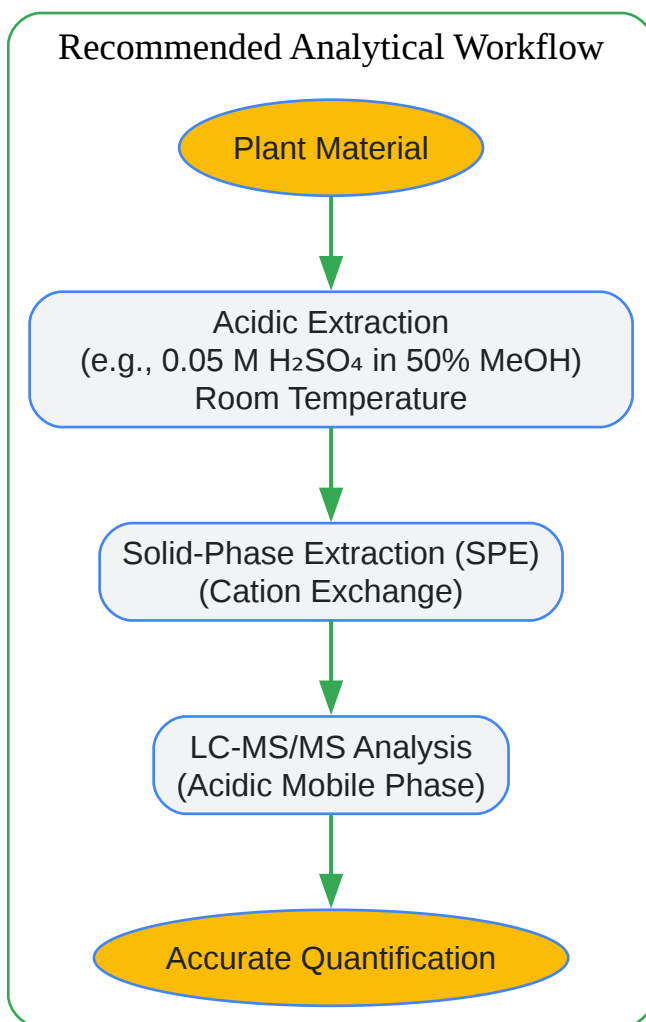 Recommended Analytical Workflow
Plant Material
Acidic Extraction
(e.g., 0.05 M H₂SO₄ in 50% MeOH)
Room Temperature
Solid-Phase Extraction (SPE)
(Cation Exchange)
LC-MS/MS Analysis
(Acidic Mobile Phase)
Accurate Quantification